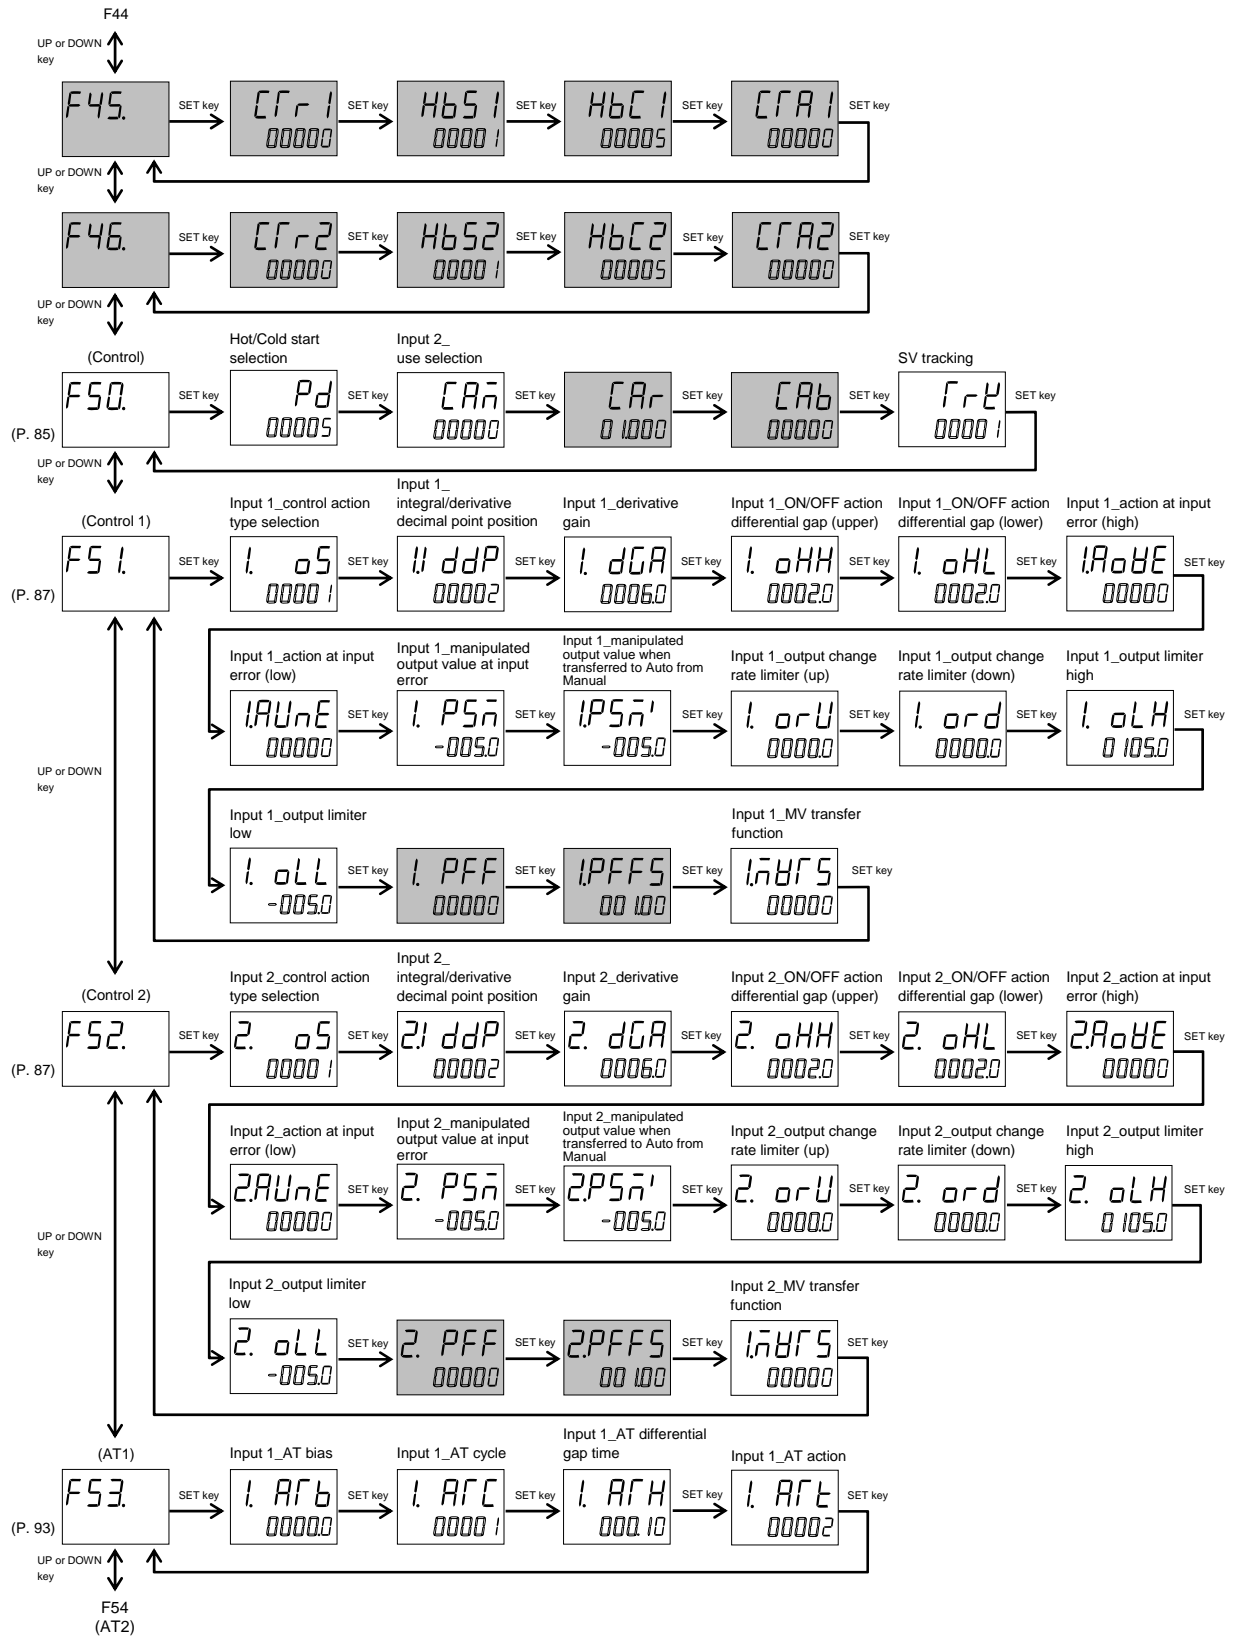 F44
UP or DOWN
key
F45. SET key CTr1 SET key HbS1 SET key HbC1 SET key CTA1 SET key
00000 00001 00005 00000
UP or DOWN
key
F46. SET key CTr2 SET key HbS2 SET key HbC2 SET key CTA2 SET key
00000 00001 00005 00000
UP or DOWN
key
(Control)
Hot/Cold start
selection
Input 2_
use selection
SV tracking
F50. SET key Pd SET key CAM SET key CAr SET key CAb SET key TrK SET key
00005 00000 01.000 00000 00001
(P. 85)
UP or DOWN
key
(Control 1)
Input 1_control action
type selection
Input 1_
integral/derivative
decimal point position
Input 1_derivative
gain
Input 1_ON/OFF action
differential gap (upper)
Input 1_ON/OFF action
differential gap (lower)
Input 1_action at input
error (high)
F51. SET key 1. oS SET key 1.IddP SET key 1. dGA SET key 1. oHH SET key 1. oHL SET key 1.AoVE SET key
00001 00002 0006.0 0002.0 0002.0 00000
(P. 87)
Input 1_action at input
error (low)
Input 1_manipulated
output value at input
error
Input 1_manipulated
output value when
transferred to Auto from
Manual
Input 1_output change
rate limiter (up)
Input 1_output change
rate limiter (down)
Input 1_output limiter
high
1.AUnE SET key 1. PSM SET key 1.PSM' SET key 1. orU SET key 1. ord SET key 1. oLH SET key
00000 -005.0 -005.0 0000.0 0000.0 0105.0
UP or DOWN
key
Input 1_output limiter
low
Input 1_MV transfer
function
1. oLL SET key 1. PFF SET key 1.PFFS SET key 1.MVTS SET key
-005.0 00000 001.00 00000
(Control 2)
Input 2_control action
type selection
Input 2_
integral/derivative
decimal point position
Input 2_derivative
gain
Input 2_ON/OFF action
differential gap (upper)
Input 2_ON/OFF action
differential gap (lower)
Input 2_action at input
error (high)
F52. SET key 2. oS SET key 2.IddP SET key 2. dGA SET key 2. oHH SET key 2. oHL SET key 2.AoVE SET key
00001 00002 0006.0 0002.0 0002.0 00000
(P. 87)
Input 2_action at input
error (low)
Input 2_manipulated
output value at input
error
Input 2_manipulated
output value when
transferred to Auto from
Manual
Input 2_output change
rate limiter (up)
Input 2_output change
rate limiter (down)
Input 2_output limiter
high
2.AUnE SET key 2. PSM SET key 2.PSM' SET key 2. orU SET key 2. ord SET key 2. oLH SET key
00000 -005.0 -005.0 0000.0 0000.0 0105.0
UP or DOWN
key
Input 2_output limiter
low
Input 2_MV transfer
function
2. oLL SET key 2. PFF SET key 2.PFFS SET key 1.MVTS SET key
-005.0 00000 001.00 00000
(AT1)
Input 1_AT bias
Input 1_AT cycle
Input 1_AT differential
gap time
Input 1_AT action
F53. SET key 1. ATb SET key 1. ATC SET key 1. ATH SET key 1. ATt SET key
0000.0 00001 000.10 00002
(P. 93)
UP or DOWN
key
F54
(AT2)